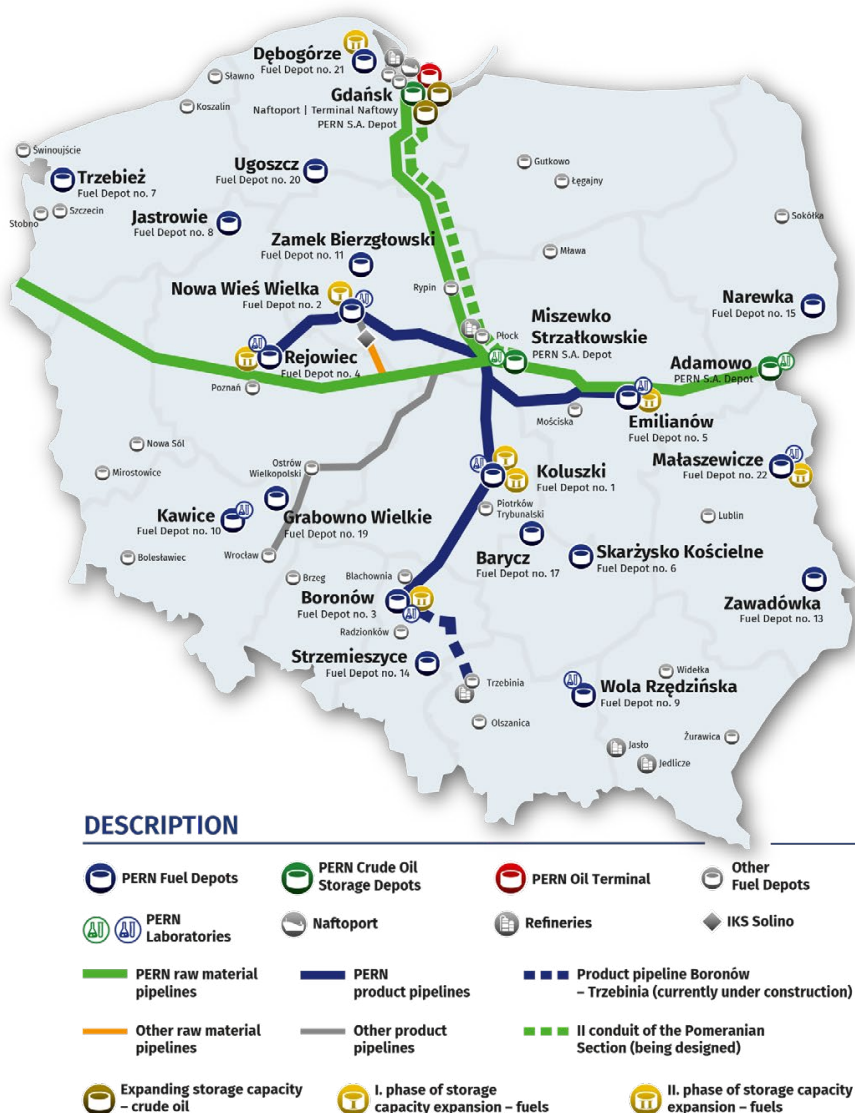 Dębogórze
Fuel Depot no. 21
Sławno
Koszalin
Gdańsk
Naftoport | Terminal Naftowy
PERN S.A. Depot
Świnoujście
Trzebież
Fuel Depot no. 7
Stobno
Szczecin
Ugoszcz
Fuel Depot no. 20
Jastrowie
Fuel Depot no. 8
Gutkowo
Łęgajny
Sokółka
Mława
Zamek Bierzgłowski
Fuel Depot no. 11
Nowa Wieś Wielka
Fuel Depot no. 2
Rypin
Narewka
Fuel Depot no. 15
Płock
Miszewko
Strzałkowskie
PERN S.A. Depot
Rejowiec
Fuel Depot no. 4
Poznań
Adamowo
PERN S.A. Depot
Mościska
Emilianów
Fuel Depot no. 5
Nowa Sól
Mirostowice
Ostrów
Wielkopolski
Koluszki
Fuel Depot no. 1
Małaszewicze
Fuel Depot no. 22
Piotrków
Trybunalski
Lublin
Kawice
Fuel Depot no. 10
Grabowno Wielkie
Fuel Depot no. 19
Bolesławiec
Wrocław
Barycz
Fuel Depot no. 17
Skarżysko Kościelne
Fuel Depot no. 6
Brzeg
Blachownia
Boronów
Fuel Depot no. 3
Radzionków
Zawadówka
Fuel Depot no. 13
Strzemieszyce
Fuel Depot no. 14
Trzebinia
Olszanica
Widełka
Wola Rzędzińska
Fuel Depot no. 9
Jasło
Jedlicze
Żurawica
DESCRIPTION
PERN Fuel Depots
PERN Crude Oil
Storage Depots
PERN Oil Terminal
Other
Fuel Depots
PERN
Laboratories
Naftoport
Refineries
IKS Solino
PERN raw material
pipelines
PERN
product pipelines
Product pipeline Boronów
– Trzebinia (currently under construction)
Other raw material
pipelines
Other product
pipelines
II conduit of the Pomeranian
Section (being designed)
Expanding storage capacity
– crude oil
I. phase of storage
capacity expansion – fuels
II. phase of storage capacity
expansion – fuels